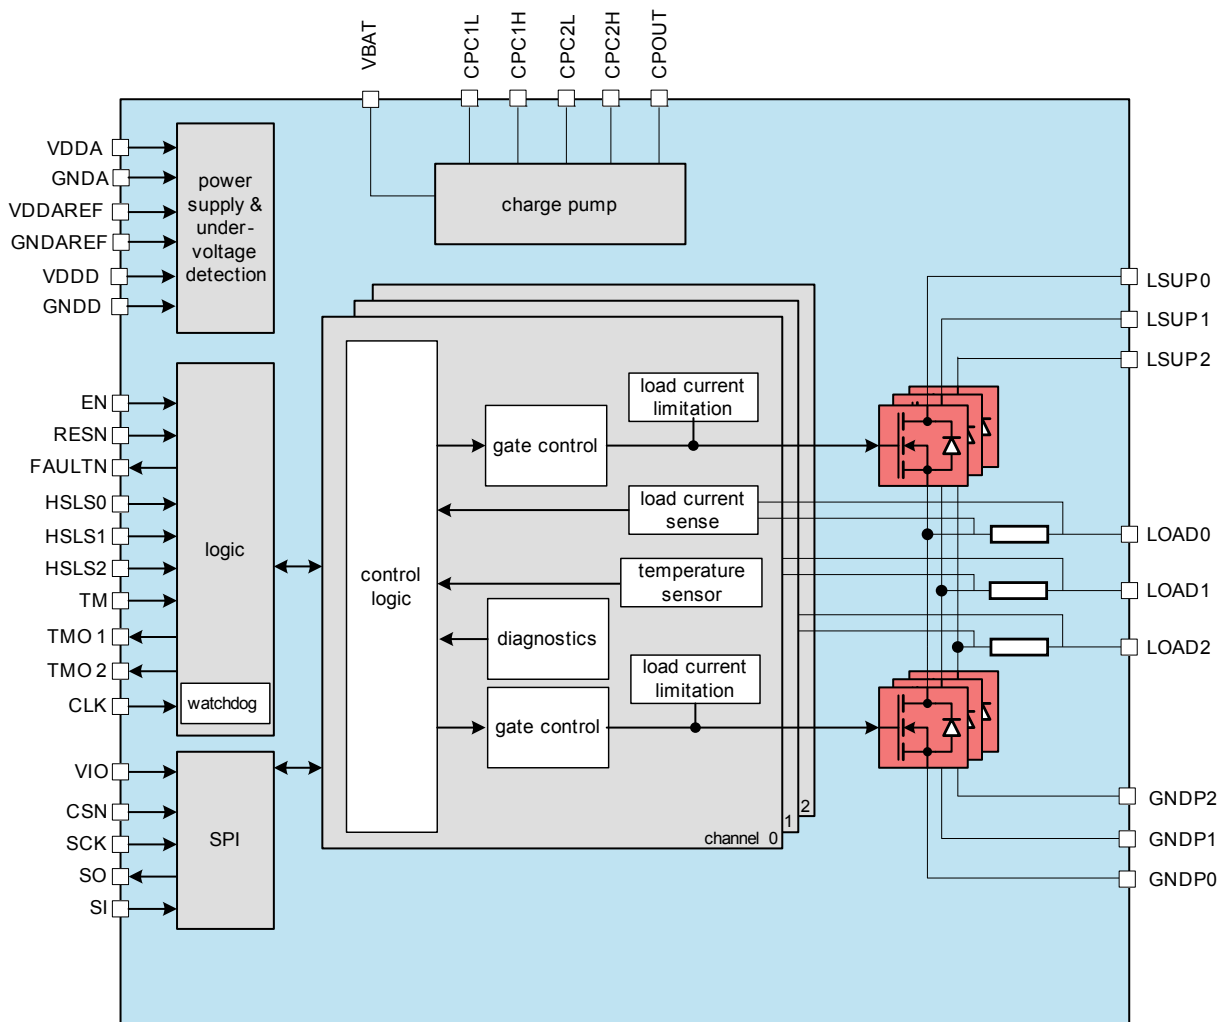 VBAT
CPC1L
CPC1H
CPC2L
CPC2H
CPOUT
VDDA
GNDA
VDDAREF
GNDAREF
VDDD
GNDD
power
supply &
under-
voltage
detection
charge pump
LSUP0
LSUP1
LSUP2
EN
RESN
FAULTN
HSLS0
HSLS1
HSLS2
TM
TMO1
TMO2
CLK
logic
watchdog
VIO
CSN
SCK
SO
SI
SPI
control
logic
gate control
load current
limitation
load current
sense
temperature
sensor
diagnostics
load current
limitation
gate control
channel 0
1
2
LOAD0
LOAD1
LOAD2
GNDP2
GNDP1
GNDP0